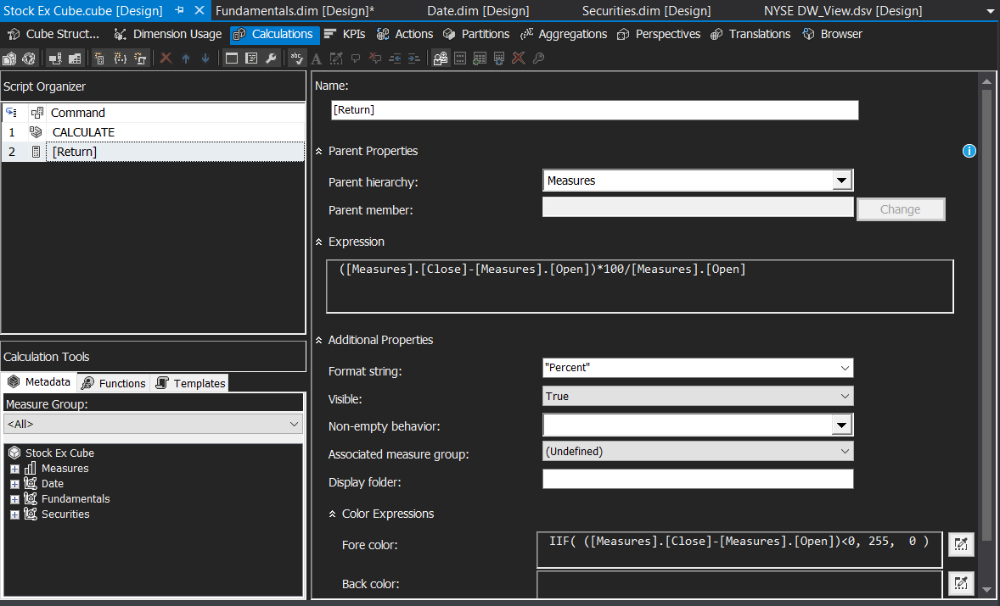 Stock Ex Cube.cube [Design] Fundamentals.dim [Design]* Date.dim [Design] Securities.dim [Design] NYSE DW_View.dsv [Design]
Cube Struct... Dimension Usage Calculations KPIs Actions Partitions Aggregations Perspectives Translations Browser
abc A
Script Organizer
Command
1 CALCULATE
2 [Return]
Calculation Tools
Metadata Functions Templates
Measure Group:
<All>
Stock Ex Cube
Measures
Date
Fundamentals
Securities
Name:
[Return]
Parent Properties
Parent hierarchy: Measures
Parent member: Change
Expression
([Measures].[Close]-[Measures].[Open])*100/[Measures].[Open]
Additional Properties
Format string: "Percent"
Visible: True
Non-empty behavior:
Associated measure group: (Undefined)
Display folder:
Color Expressions
Fore color: IIF( ([Measures].[Close]-[Measures].[Open])<0, 255, 0 )
Back color: